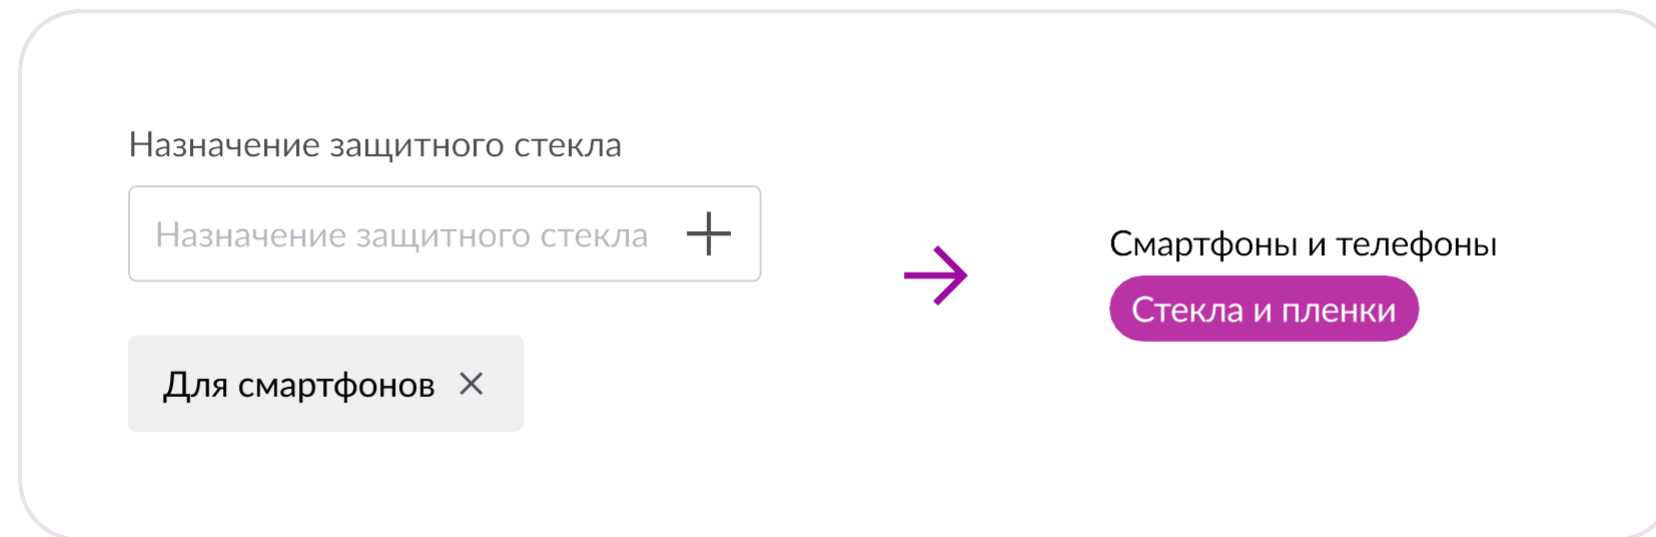 Назначение защитного стекла
Назначение защитного стекла
Для смартфонов
Смартфоны и телефоны
Стекла и пленки